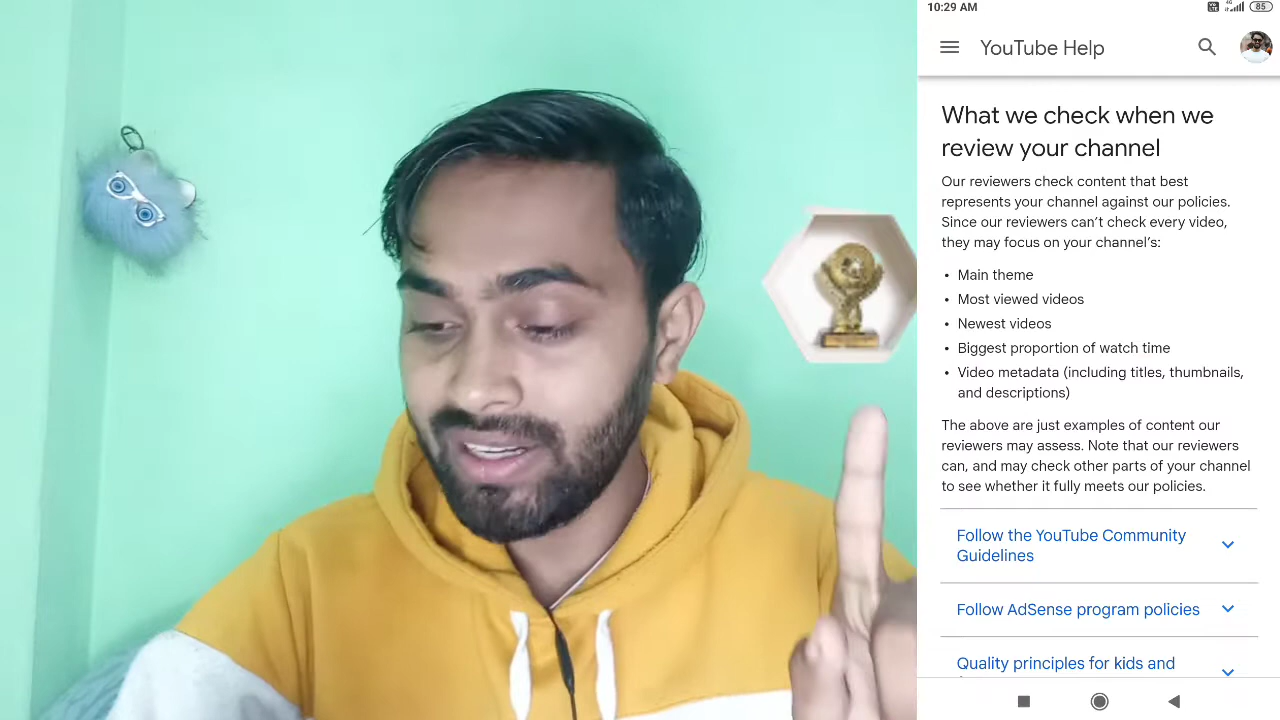 10:29 AM
4G
85
YouTube Help
What we check when we
review your channel
Our reviewers check content that best
represents your channel against our policies.
Since our reviewers can’t check every video,
they may focus on your channel’s:
• Main theme
• Most viewed videos
• Newest videos
• Biggest proportion of watch time
• Video metadata (including titles, thumbnails,
and descriptions)
The above are just examples of content our
reviewers may assess. Note that our reviewers
can, and may check other parts of your channel
to see whether it fully meets our policies.
Follow the YouTube Community
Guidelines
Follow AdSense program policies
Quality principles for kids and